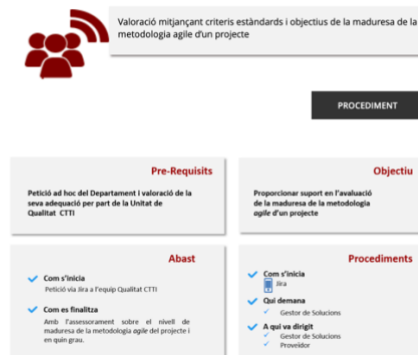 Valoració mitjançant criteris estàndards i objectius de la maduresa de la
metodologia agile d'un projecte
PROCEDIMENT
Pre-Requisits
Petició ad hoc del Departament i valoració de la
seva adequació per part de la Unitat de
Qualitat CTTI
Objectiu
Proporcionar suport en l'avaluació
de la maduresa de la metodologia
agile d'un projecte
Abast
Com s'inicia
Petició via Jira a l'equip Qualitat CTTI
Com es finalitza
Amb l'assessorament sobre el nivell de
maduresa de la metodologia agile del projecte i
en quin grau.
Procediments
Com s'inicia
Jira
Qui demana
Gestor de Solucions
A qui va dirigit
Gestor de Solucions
Proveïdor